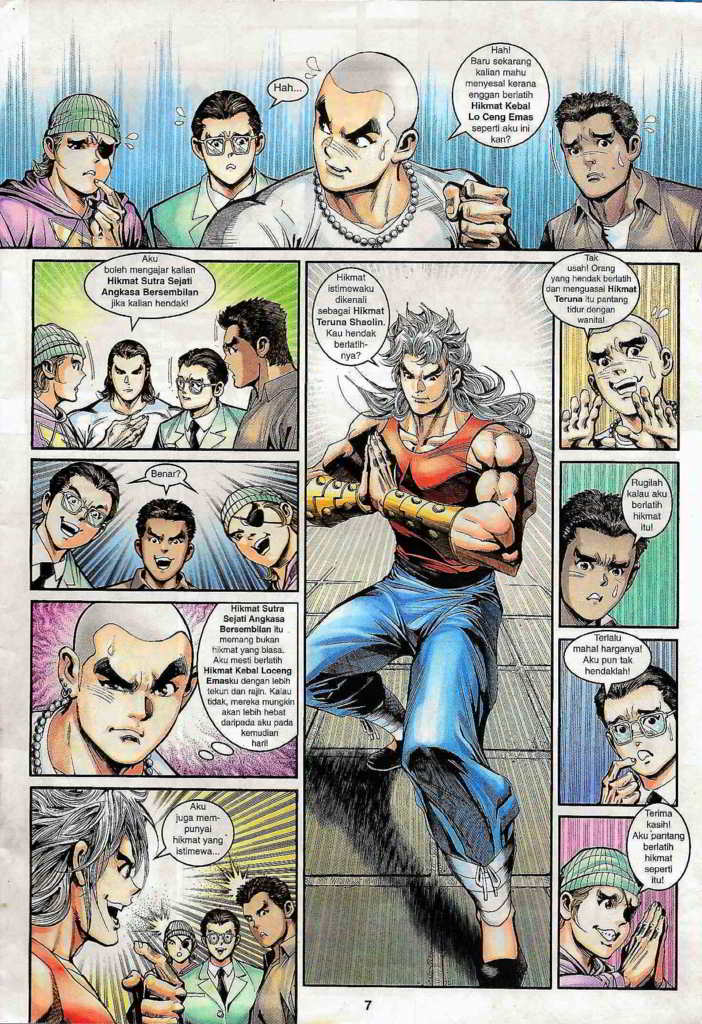 Hah...
Hah!
Baru sekarang
kalian mahu
menyesal kerana
enggan berlatih
Hikmat Kebal
Lo Ceng Emas
seperti aku ini
kan?
Aku
boleh mengajar kalian
Hikmat Sutra Sejati
Angkasa Bersembilan
jika kalian hendak!
Benar?
Hikmat Sutra
Sejati Angkasa
Bersembilan itu
memang bukan
hikmat yang biasa.
Aku mesti berlatih
Hikmat Kebal Loceng
Emasku dengan lebih
tekun dan rajin. Kalau
tidak, mereka mungkin
akan lebih hebat
daripada aku pada
kemudian
hari!
Aku
juga mem-
punyai
hikmat yang
istimewa...
Hikmat
istimewaku
dikenali
sebagai Hikmat
Teruna Shaolin.
Kau hendak
berlatih-
nya?
Tak
usah! Orang
yang hendak berlatih
dan menguasai Hikmat
Teruna itu pantang
tidur dengan
wanita!
Rugilah
kalau aku
berlatih
hikmat
itu!
Terlalu
mahal harganya!
Aku pun tak
hendaklah!
Terima
kasih!
Aku pantang
berlatih
hikmat
seperti
itu!
7